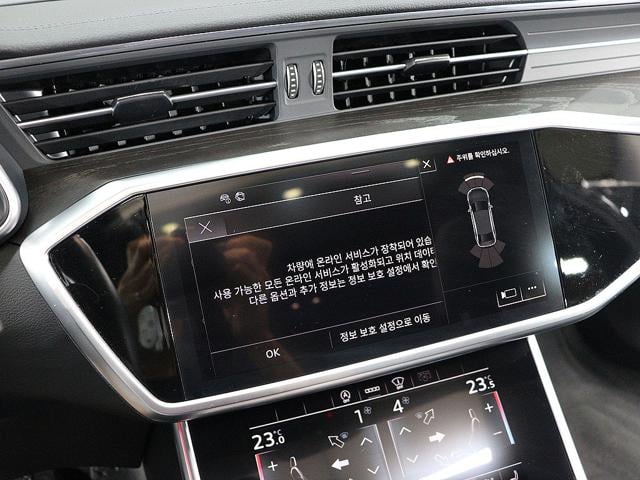 주위를 확인하십시오.
참고
차량에 온라인 서비스가 장착되어 있습
사용 가능한 모든 온라인 서비스가 활성화되고 위치 데이터
다른 옵션과 추가 정보는 정보 보호 설정에서 확인
OK
정보 보호 설정으로 이동
23.0 °C
1
4
23.5 °C